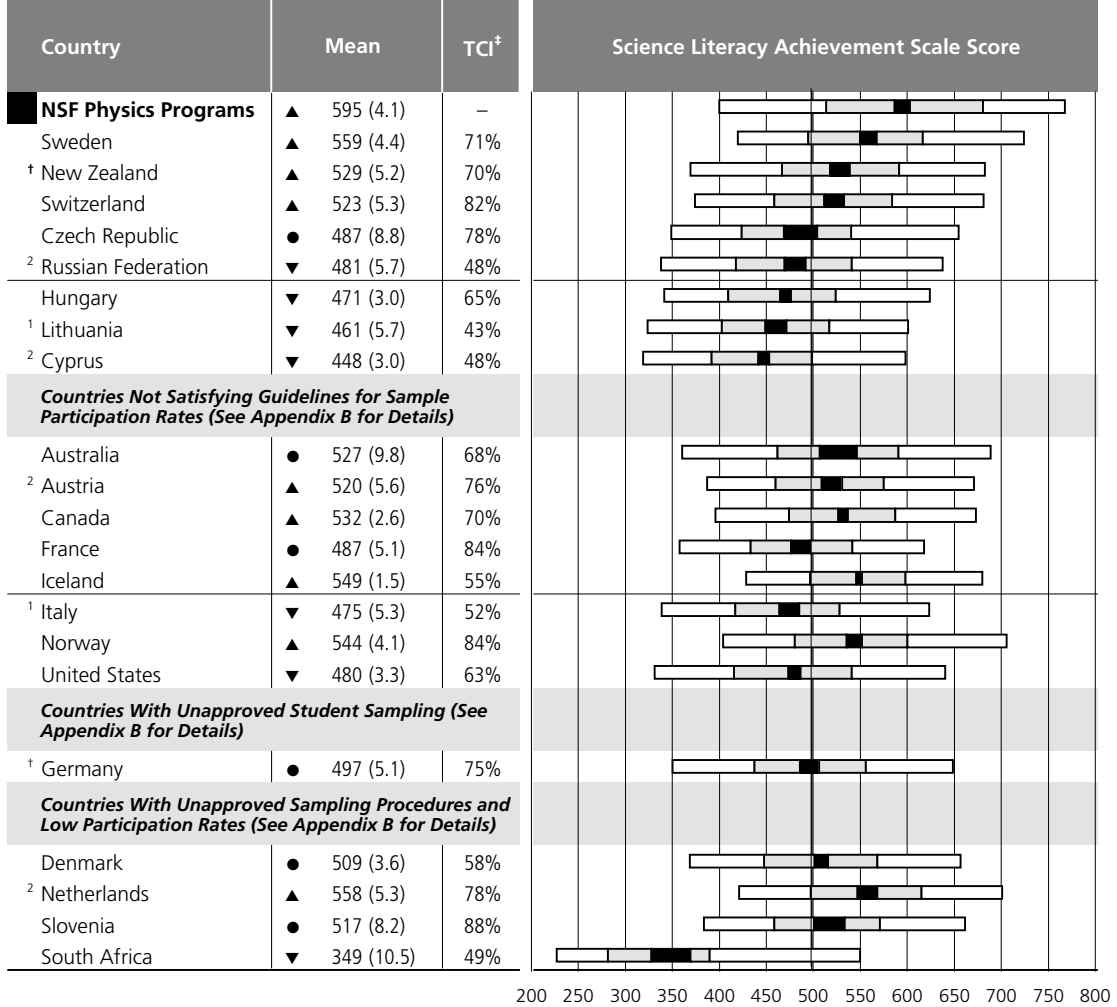 Country Mean TCI‡ Science Literacy Achievement Scale Score
NSF Physics Programs ▲ 595 (4.1) –
Sweden ▲ 559 (4.4) 71%
† New Zealand ▲ 529 (5.2) 70%
Switzerland ▲ 523 (5.3) 82%
Czech Republic ● 487 (8.8) 78%
2 Russian Federation ▼ 481 (5.7) 48%
Hungary ▼ 471 (3.0) 65%
1 Lithuania ▼ 461 (5.7) 43%
2 Cyprus ▼ 448 (3.0) 48%
Countries Not Satisfying Guidelines for Sample
Participation Rates (See Appendix B for Details)
Australia ● 527 (9.8) 68%
2 Austria ▲ 520 (5.6) 76%
Canada ▲ 532 (2.6) 70%
France ● 487 (5.1) 84%
Iceland ▲ 549 (1.5) 55%
1 Italy ▼ 475 (5.3) 52%
Norway ▲ 544 (4.1) 84%
United States ▼ 480 (3.3) 63%
Countries With Unapproved Student Sampling (See
Appendix B for Details)
† Germany ● 497 (5.1) 75%
Countries With Unapproved Sampling Procedures and
Low Participation Rates (See Appendix B for Details)
Denmark ● 509 (3.6) 58%
2 Netherlands ▲ 558 (5.3) 78%
Slovenia ● 517 (8.2) 88%
South Africa ▼ 349 (10.5) 49%
200 250 300 350 400 450 500 550 600 650 700 750 800